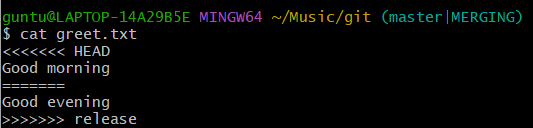 guntu@LAPTOP-14A29B5E MINGW64 ~/Music/git (master|MERGING)
$ cat greet.txt
<<<<<<< HEAD
Good morning
=======
Good evening
>>>>>>> release